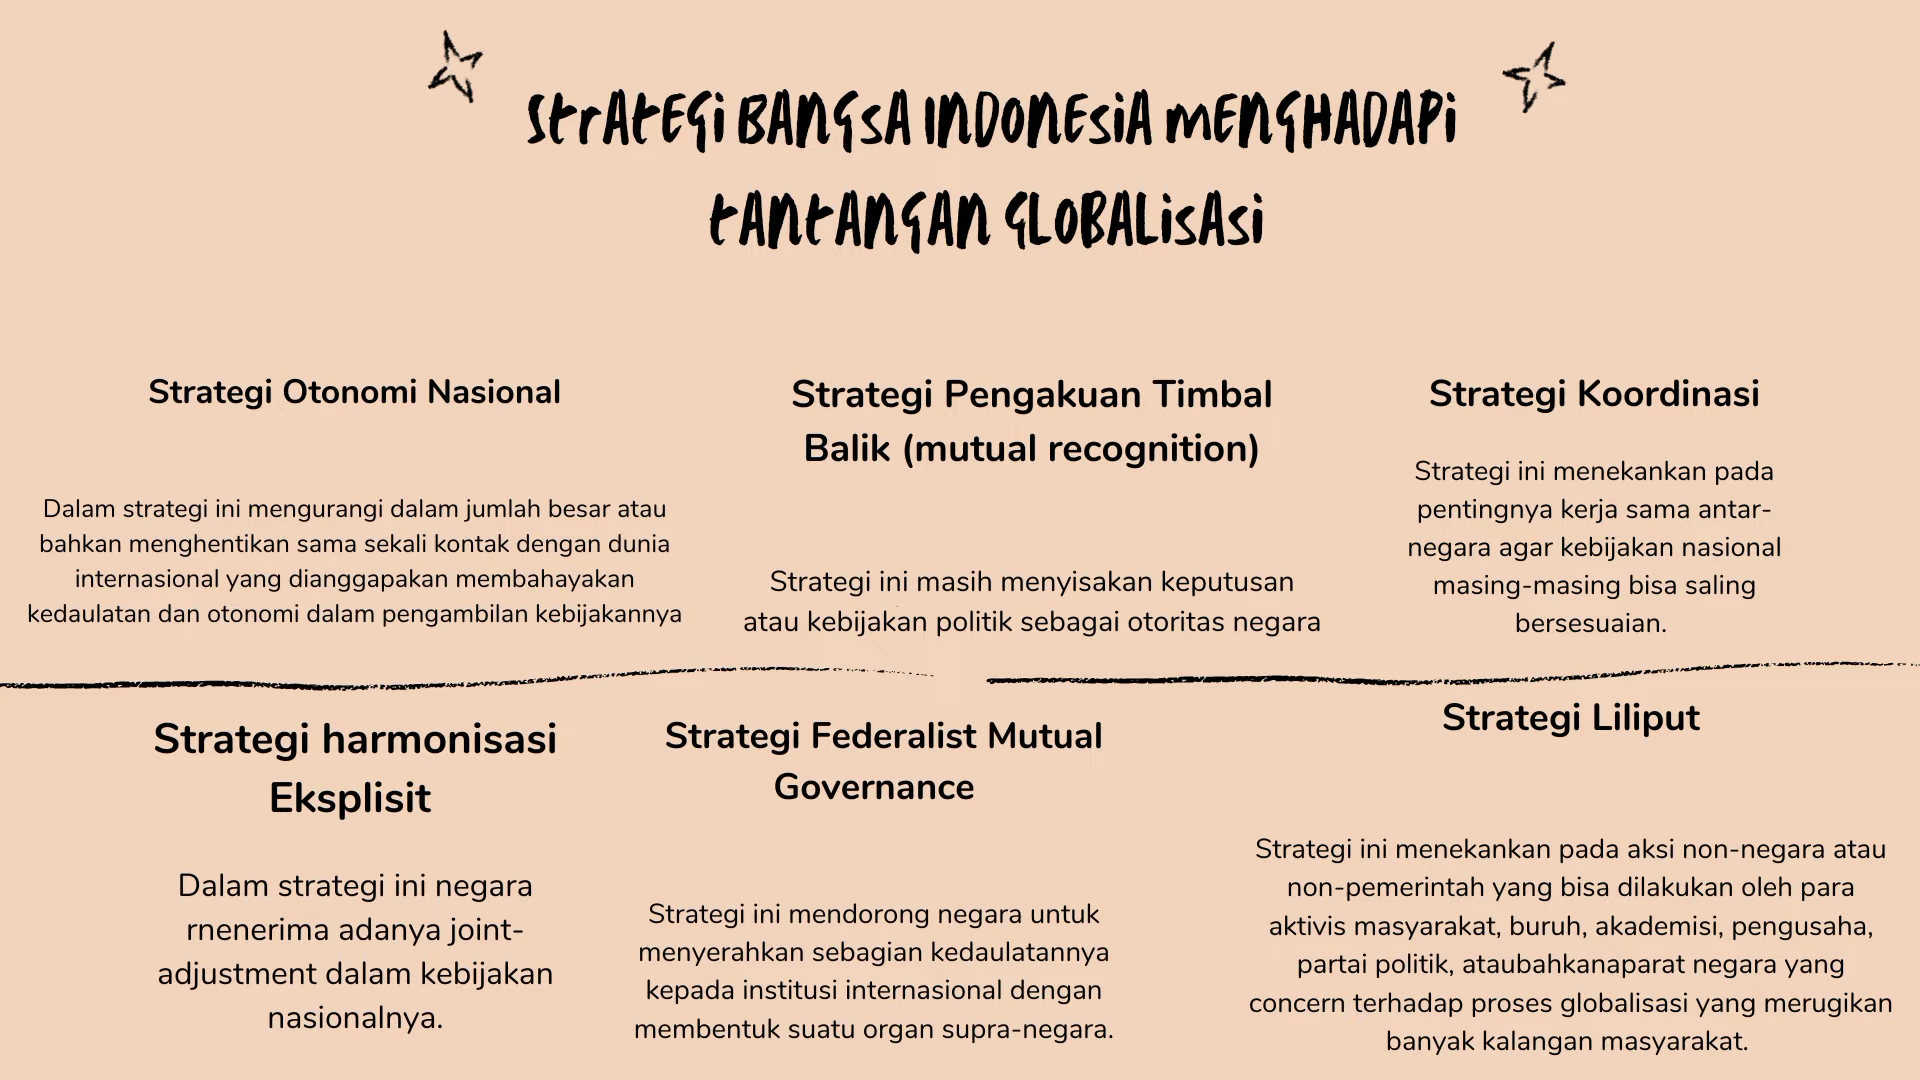 StrAtEGi BANGsA INDONEsiA mENGHADAPi
tANtANGAN GLOBALisAsi
Strategi Otonomi Nasional
Dalam strategi ini mengurangi dalam jumlah besar atau
bahkan menghentikan sama sekali kontak dengan dunia
internasional yang dianggapakan membahayakan
kedaulatan dan otonomi dalam pengambilan kebijakannya
Strategi Pengakuan Timbal
Balik (mutual recognition)
Strategi ini masih menyisakan keputusan
atau kebijakan politik sebagai otoritas negara
Strategi Koordinasi
Strategi ini menekankan pada
pentingnya kerja sama antar-
negara agar kebijakan nasional
masing-masing bisa saling
bersesuaian.
Strategi harmonisasi
Eksplisit
Dalam strategi ini negara
rnenerima adanya joint-
adjustment dalam kebijakan
nasionalnya.
Strategi Federalist Mutual
Governance
Strategi ini mendorong negara untuk
menyerahkan sebagian kedaulatannya
kepada institusi internasional dengan
membentuk suatu organ supra-negara.
Strategi Liliput
Strategi ini menekankan pada aksi non-negara atau
non-pemerintah yang bisa dilakukan oleh para
aktivis masyarakat, buruh, akademisi, pengusaha,
partai politik, ataubahkanaparat negara yang
concern terhadap proses globalisasi yang merugikan
banyak kalangan masyarakat.